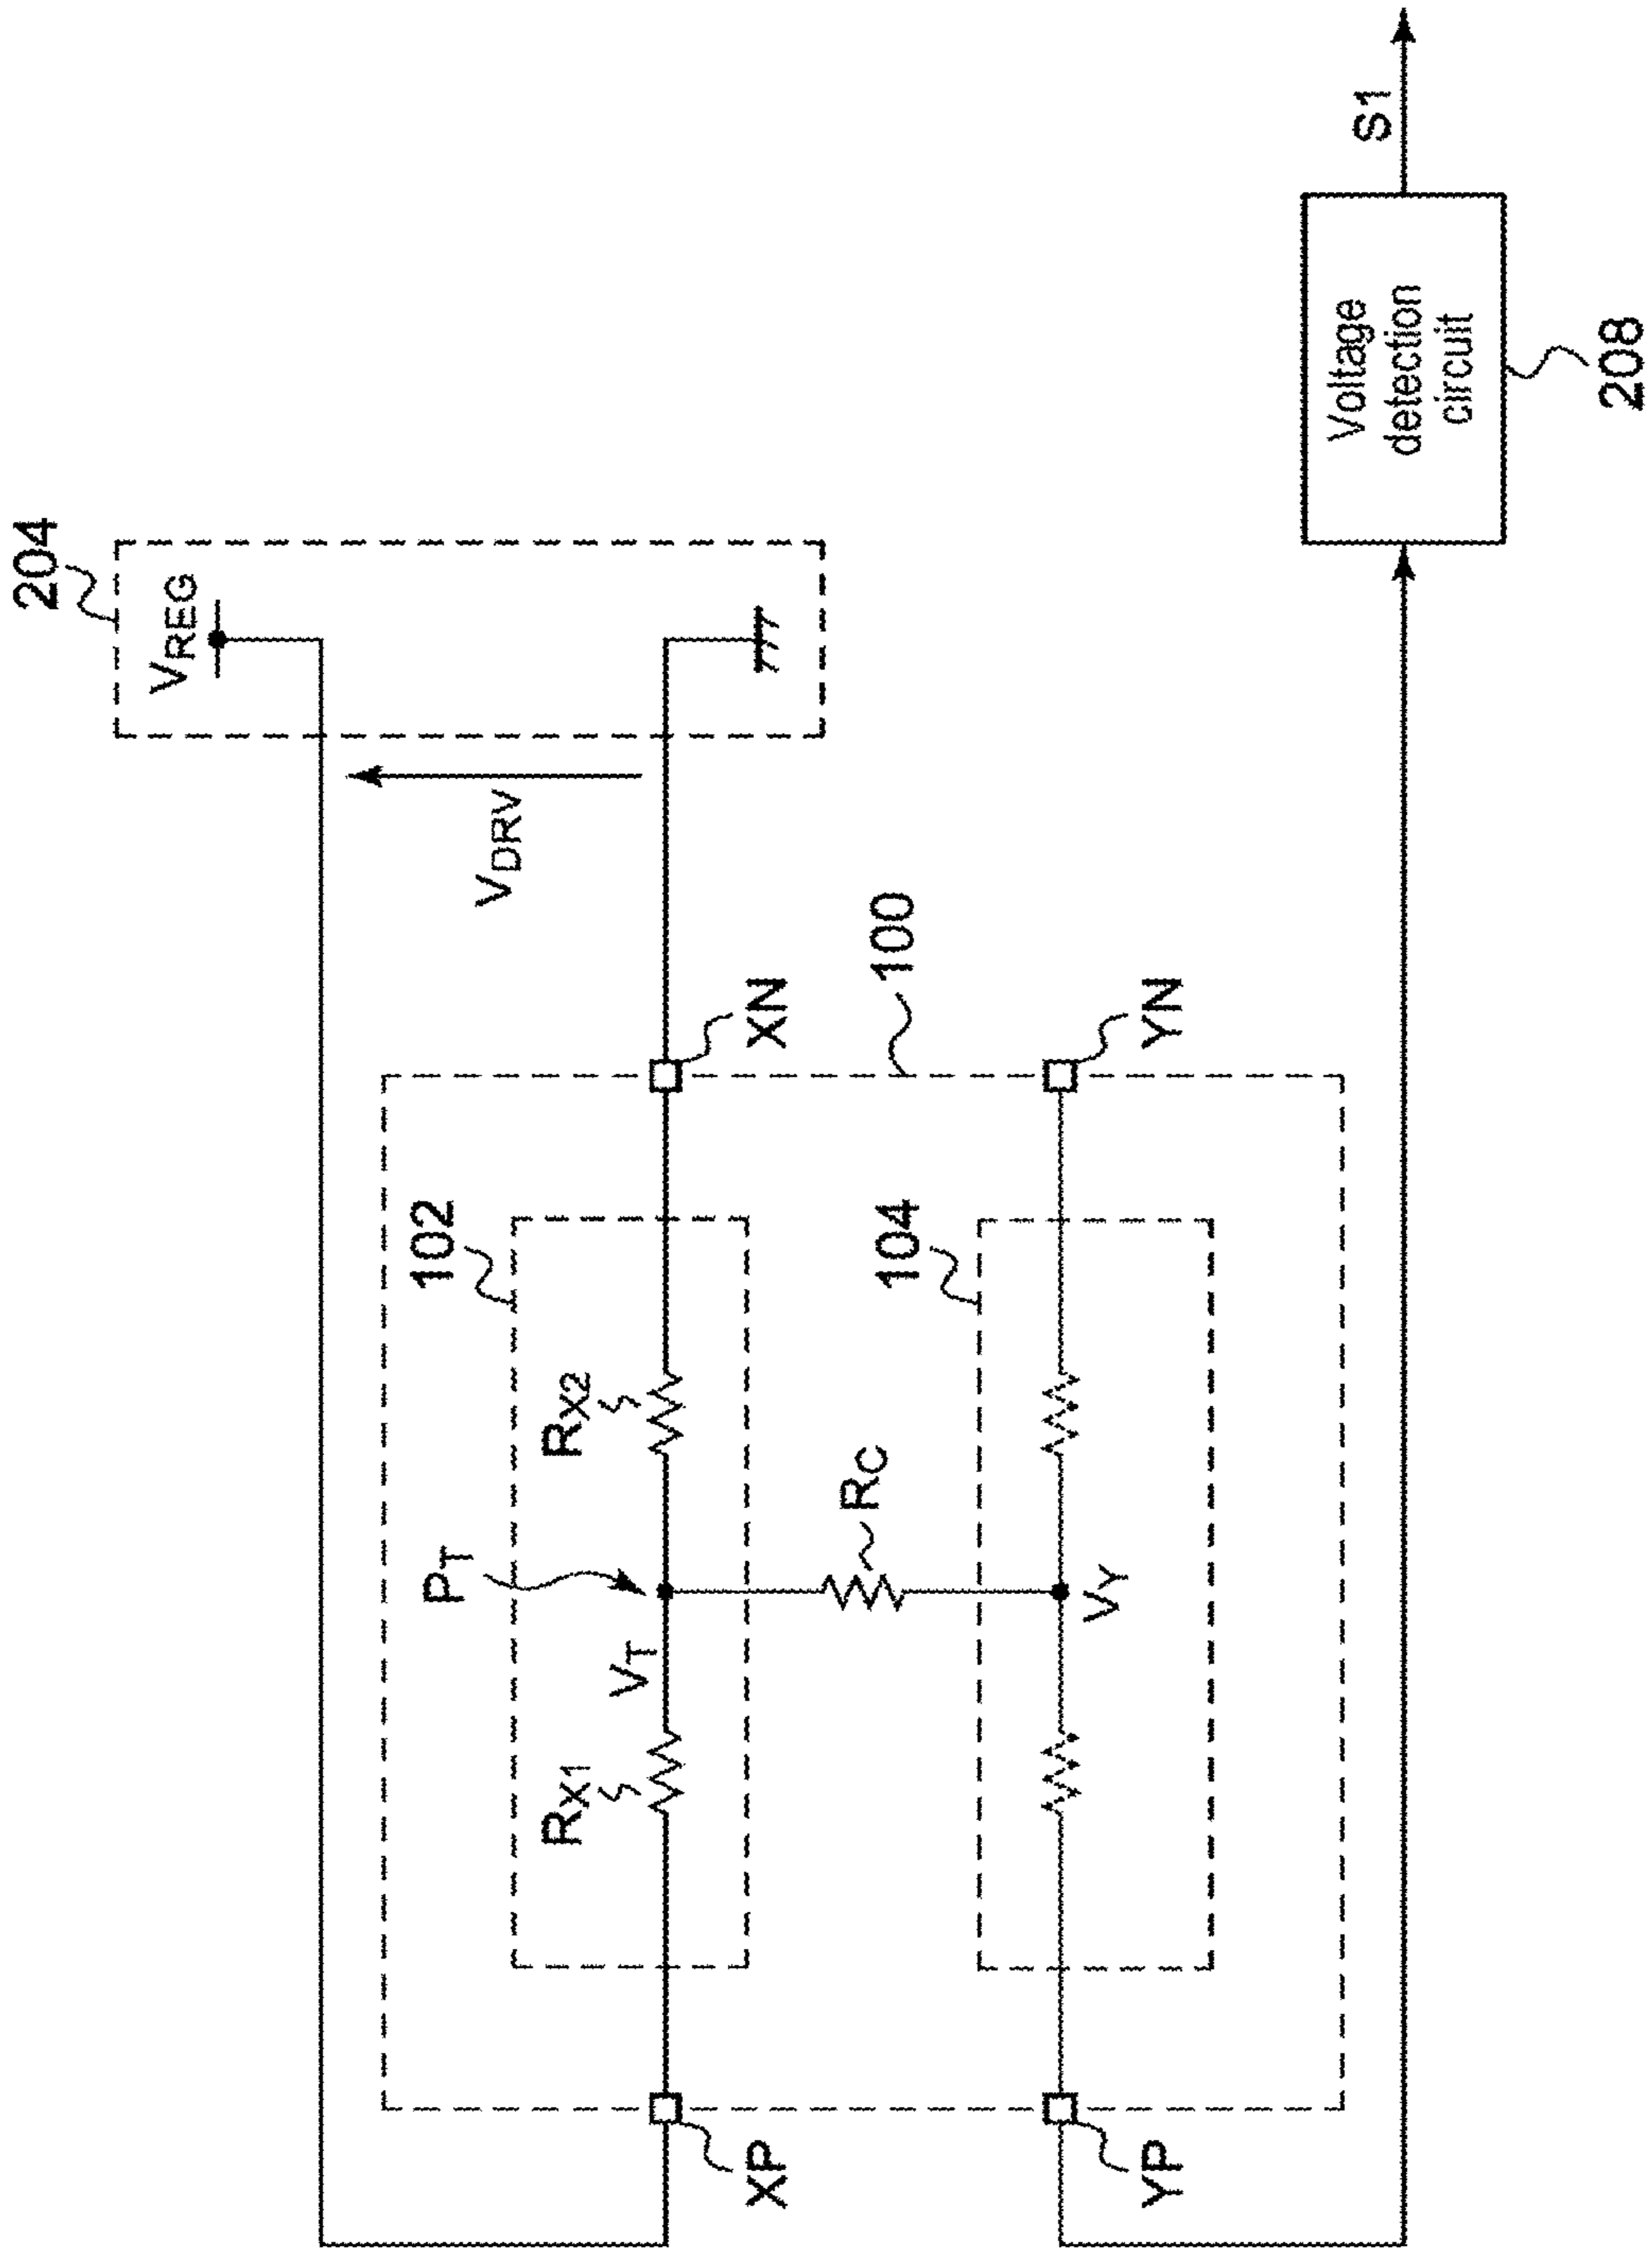 204
VREG
VDRV
100
XN
YN
102
RX2
104
PT
RC
VT
VY
RX1
XP
YP
Voltage
detection
circuit
S1
208